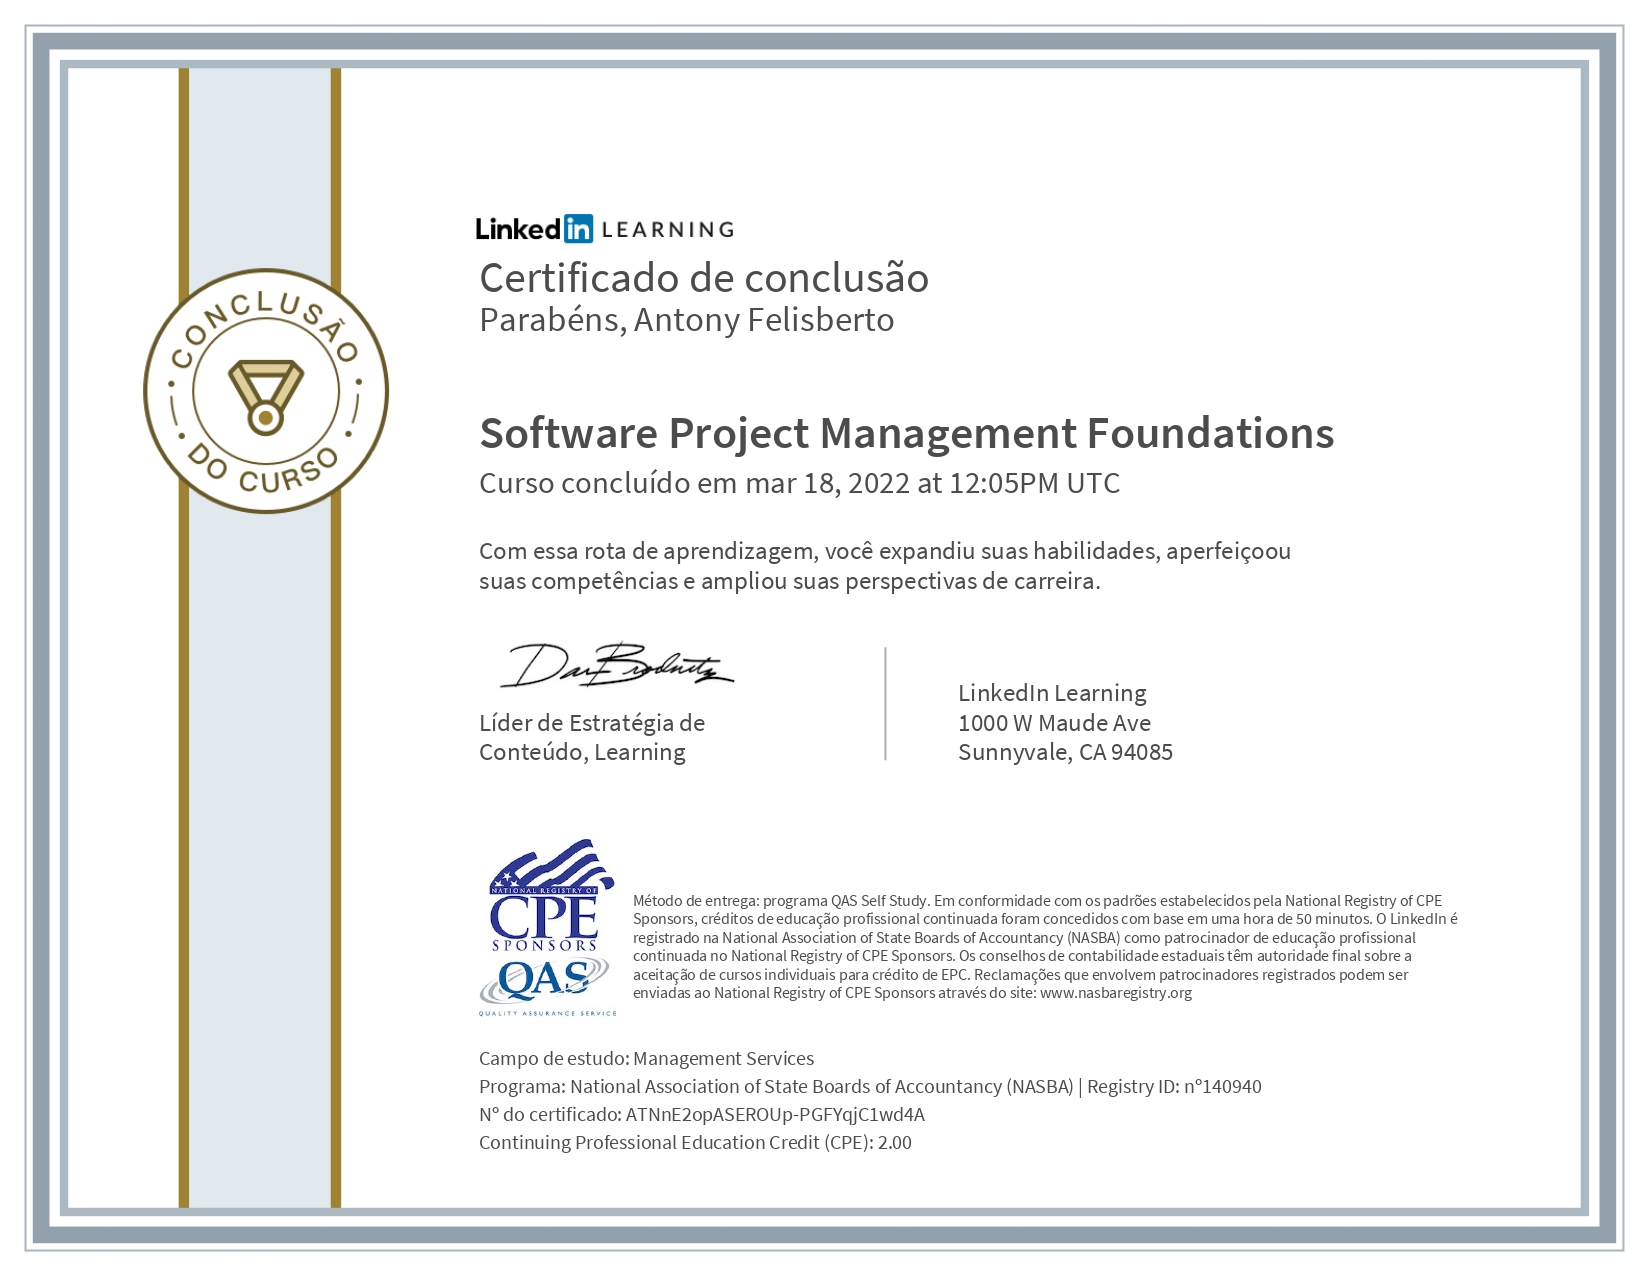 LinkedIn LEARNING
Certificado de conclusão
Parabéns, Antony Felisberto
CONCLUSÃO
DO CURSO
Software Project Management Foundations
Curso concluído em mar 18, 2022 at 12:05PM UTC
Com essa rota de aprendizagem, você expandiu suas habilidades, aperfeiçoou
suas competências e ampliou suas perspectivas de carreira.
Líder de Estratégia de
Conteúdo, Learning
LinkedIn Learning
1000 W Maude Ave
Sunnyvale, CA 94085
NATIONAL REGISTRY OF
CPE
SPONSORS
QAS
QUALITY ASSURANCE SERVICE
Método de entrega: programa QAS Self Study. Em conformidade com os padrões estabelecidos pela National Registry of CPE
Sponsors, créditos de educação profissional continuada foram concedidos com base em uma hora de 50 minutos. O LinkedIn é
registrado na National Association of State Boards of Accountancy (NASBA) como patrocinador de educação profissional
continuada no National Registry of CPE Sponsors. Os conselhos de contabilidade estaduais têm autoridade final sobre a
aceitação de cursos individuais para crédito de EPC. Reclamações que envolvem patrocinadores registrados podem ser
enviadas ao National Registry of CPE Sponsors através do site: www.nasbaregistry.org
Campo de estudo: Management Services
Programa: National Association of State Boards of Accountancy (NASBA) | Registry ID: nº140940
Nº do certificado: ATNnE2opASEROUp-PGFYqjC1wd4A
Continuing Professional Education Credit (CPE): 2.00